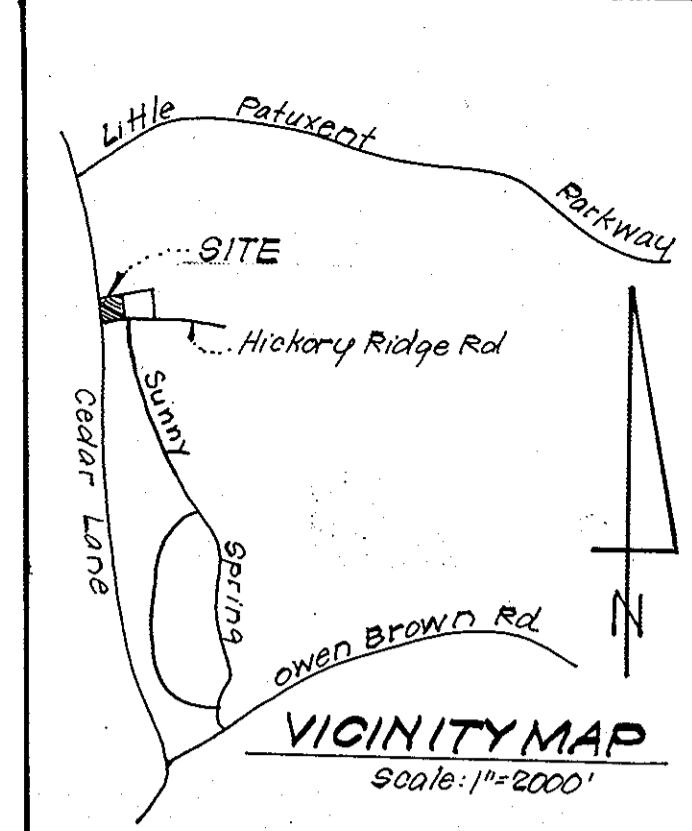 Little Patuxent Parkway
SITE
Hickory Ridge Rd
Sunny Spring
Cedar Lane
Owen Brown Rd
N
VICINITY MAP
Scale: 1"=2000'